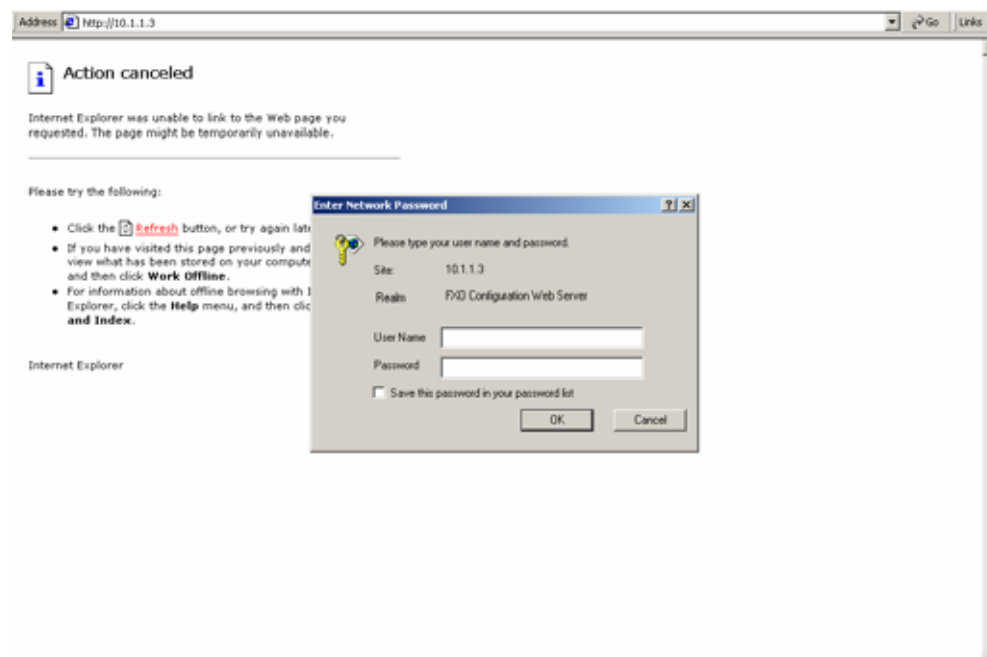 Address http://10.1.1.3 Go Links
Action canceled
Internet Explorer was unable to link to the Web page you
requested. The page might be temporarily unavailable.
Please try the following:
Click the Refresh button, or try again
If you have visited this page previously and
view what has been stored on your
and then click Work Offline.
For information about offline browsing with
Explorer, click the Help menu, and then
and Index.
Internet Explorer
Enter Network Password
Please type your user name and password.
Site: 10.1.1.3
Realm FXO Configuration Web Server
User Name
Password
Save this password in your password list
OK Cancel